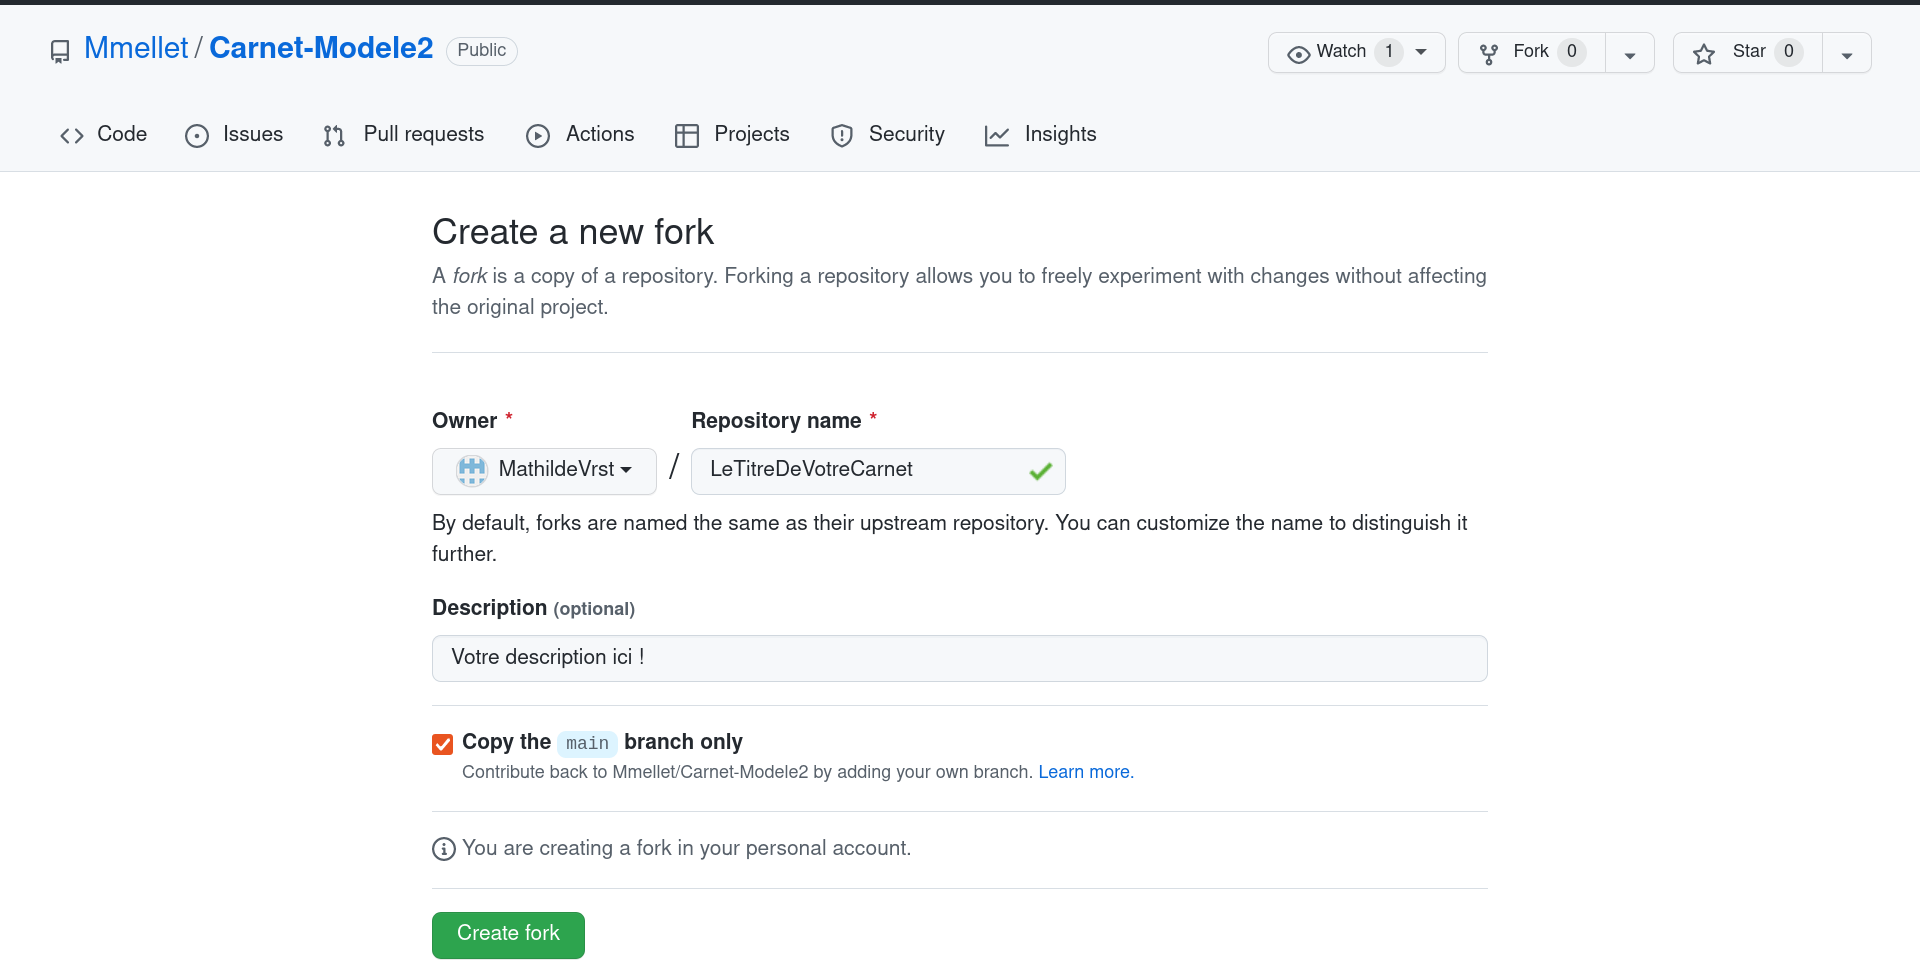 Mmellet / Carnet-Modele2 Public
Watch 1 Fork 0 Star 0
Code Issues Pull requests Actions Projects Security Insights
Create a new fork
A fork is a copy of a repository. Forking a repository allows you to freely experiment with changes without affecting
the original project.
Owner * Repository name *
MathildeVrst / LeTitreDeVotreCarnet
By default, forks are named the same as their upstream repository. You can customize the name to distinguish it
further.
Description (optional)
Votre description ici !
Copy the main branch only
Contribute back to Mmellet/Carnet-Modele2 by adding your own branch. Learn more.
You are creating a fork in your personal account.
Create fork